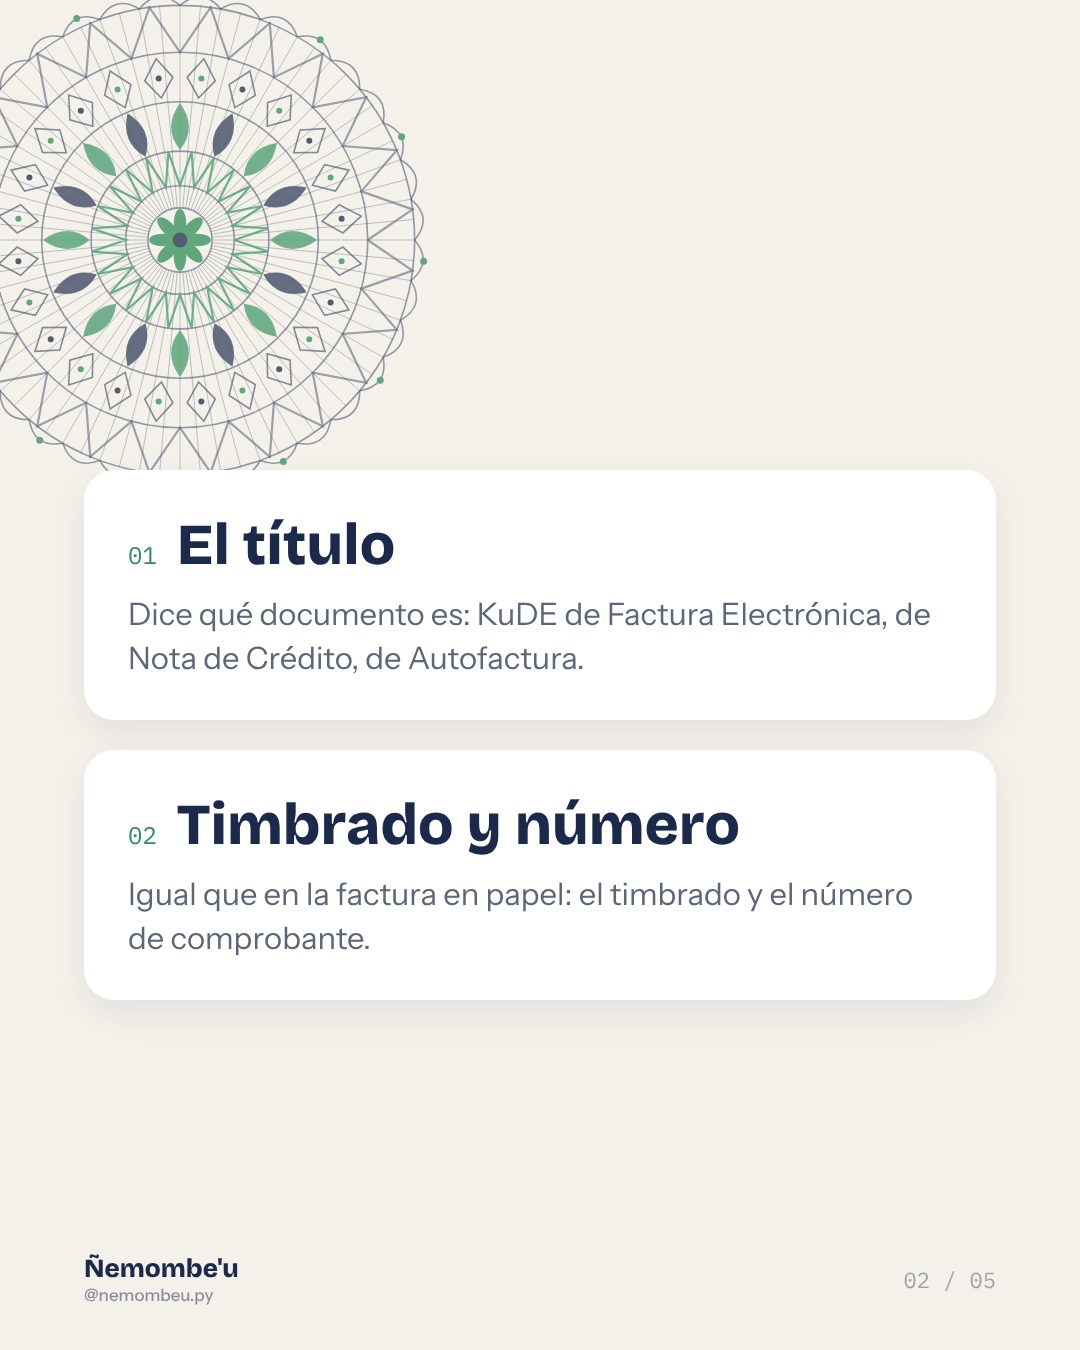 01 El título
Dice qué documento es: KuDE de Factura Electrónica, de
Nota de Crédito, de Autofactura.
02 Timbrado y número
Igual que en la factura en papel: el timbrado y el número
de comprobante.
Ñemombe'u
@nemombeu.py
02 / 05